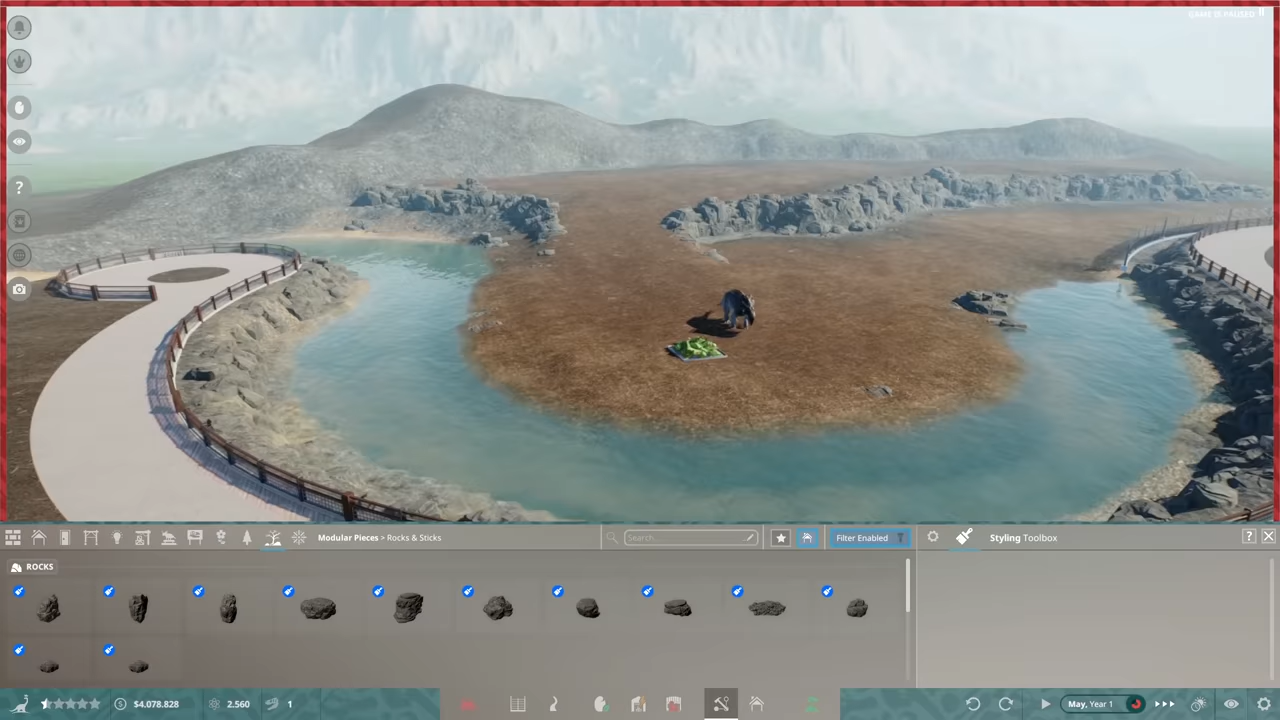 GAME IS PAUSED
?
Modular Pieces > Rocks & Sticks
Search...
Filter Enabled
Styling Toolbox
?
ROCKS
$4.078.828
2.560
1
May, Year 1